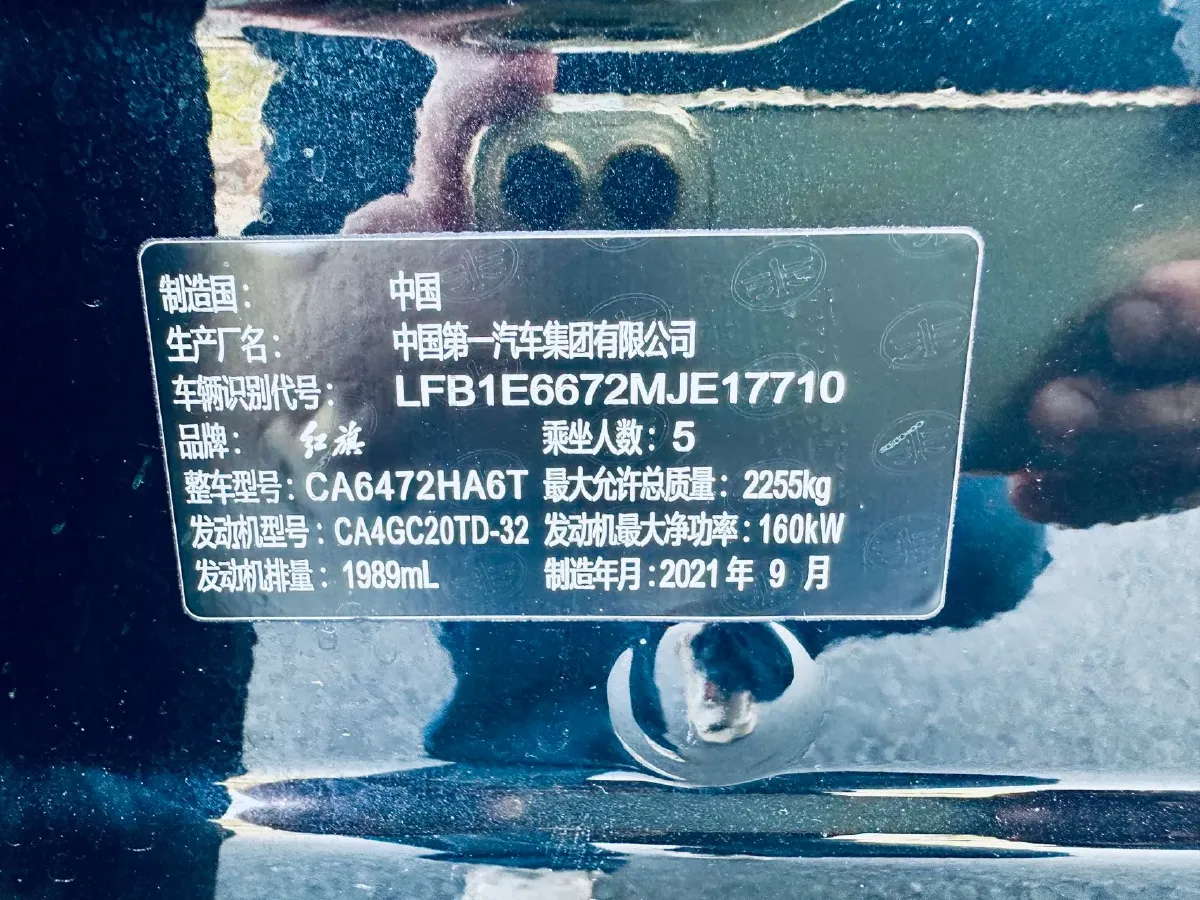 制造国： 中国
生产厂名： 中国第一汽车集团有限公司
车辆识别代号： LFB1E6672MJE17710
品牌： 红旗 乘坐人数：5
整车型号：CA6472HA6T 最大允许总质量：2255kg
发动机型号：CA4GC20TD-32 发动机最大净功率：160kW
发动机排量：1989mL 制造年月：2021年 9 月